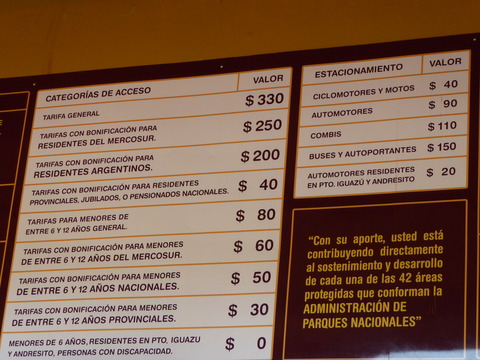 CATEGORÍAS DE ACCESO VALOR
TARIFA GENERAL $ 330
TARIFAS CON BONIFICACIÓN PARA
RESIDENTES DEL MERCOSUR. $ 250
TARIFAS CON BONIFICACIÓN PARA
RESIDENTES ARGENTINOS. $ 200
TARIFAS CON BONIFICACIÓN PARA RESIDENTES
PROVINCIALES, JUBILADOS, O PENSIONADOS NACIONALES. $ 40
TARIFAS PARA MENORES DE
ENTRE 6 Y 12 AÑOS GENERAL. $ 80
TARIFAS CON BONIFICACIÓN PARA MENORES
DE ENTRE 6 Y 12 AÑOS DEL MERCOSUR. $ 60
TARIFAS CON BONIFICACIÓN PARA MENORES
DE ENTRE 6 Y 12 AÑOS NACIONALES. $ 50
TARIFAS CON BONIFICACIÓN PARA MENORES
DE ENTRE 6 Y 12 AÑOS PROVINCIALES. $ 30
MENORES DE 6 AÑOS, RESIDENTES EN PTO. IGUAZU
Y ANDRESITO, PERSONAS CON DISCAPACIDAD. $ 0
ESTACIONAMIENTO VALOR
CICLOMOTORES Y MOTOS $ 40
AUTOMOTORES $ 90
COMBIS $ 110
BUSES Y AUTOPORTANTES $ 150
AUTOMOTORES RESIDENTES
EN PTO. IGUAZÚ Y ANDRESITO $ 20
"Con su aporte, usted está
contribuyendo directamente
al sostenimiento y desarrollo
de cada una de las 42 áreas
protegidas que conforman la
ADMINISTRACIÓN DE
PARQUES NACIONALES"